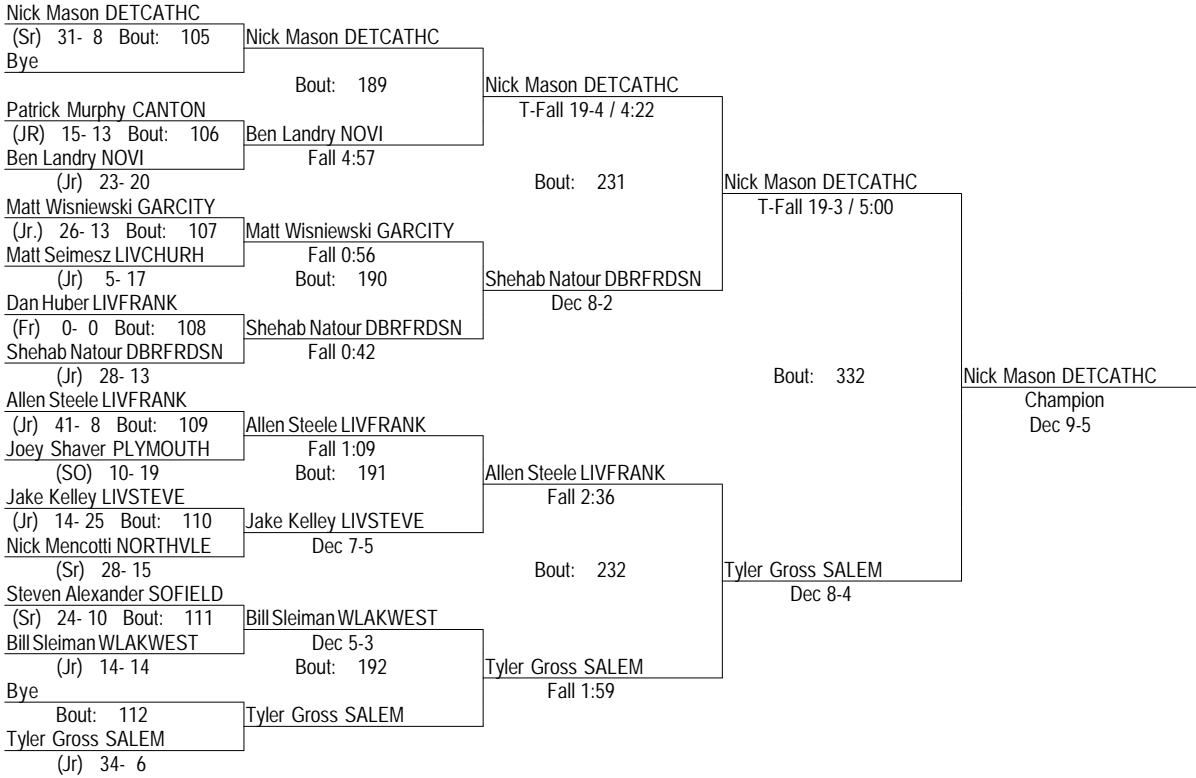 Nick Mason DETCATHC
(Sr) 31- 8 Bout: 105 Nick Mason DETCATHC
Bye
Bout: 189 Nick Mason DETCATHC
Patrick Murphy CANTON T-Fall 19-4 / 4:22
(JR) 15- 13 Bout: 106 Ben Landry NOVI
Ben Landry NOVI Fall 4:57
(Jr) 23- 20 Bout: 231 Nick Mason DETCATHC
Matt Wisniewski GARCITY T-Fall 19-3 / 5:00
(Jr.) 26- 13 Bout: 107 Matt Wisniewski GARCITY
Matt Seimesz LIVCHURH Fall 0:56
(Jr) 5- 17 Bout: 190 Shehab Natour DBRFRDSN
Dan Huber LIVFRANK Dec 8-2
(Fr) 0- 0 Bout: 108 Shehab Natour DBRFRDSN
Shehab Natour DBRFRDSN Fall 0:42
(Jr) 28- 13 Bout: 332 Nick Mason DETCATHC
Allen Steele LIVFRANK Champion
(Jr) 41- 8 Bout: 109 Allen Steele LIVFRANK Dec 9-5
Joey Shaver PLYMOUTH Fall 1:09
(SO) 10- 19 Bout: 191 Allen Steele LIVFRANK
Jake Kelley LIVSTEVE Fall 2:36
(Jr) 14- 25 Bout: 110 Jake Kelley LIVSTEVE
Nick Mencotti NORTHVLE Dec 7-5
(Sr) 28- 15 Bout: 232 Tyler Gross SALEM
Steven Alexander SOFIELD Dec 8-4
(Sr) 24- 10 Bout: 111 Bill Sleiman WLAKWEST
Bill Sleiman WLAKWEST Dec 5-3
(Jr) 14- 14 Bout: 192 Tyler Gross SALEM
Bye Fall 1:59
Bout: 112 Tyler Gross SALEM
Tyler Gross SALEM
(Jr) 34- 6